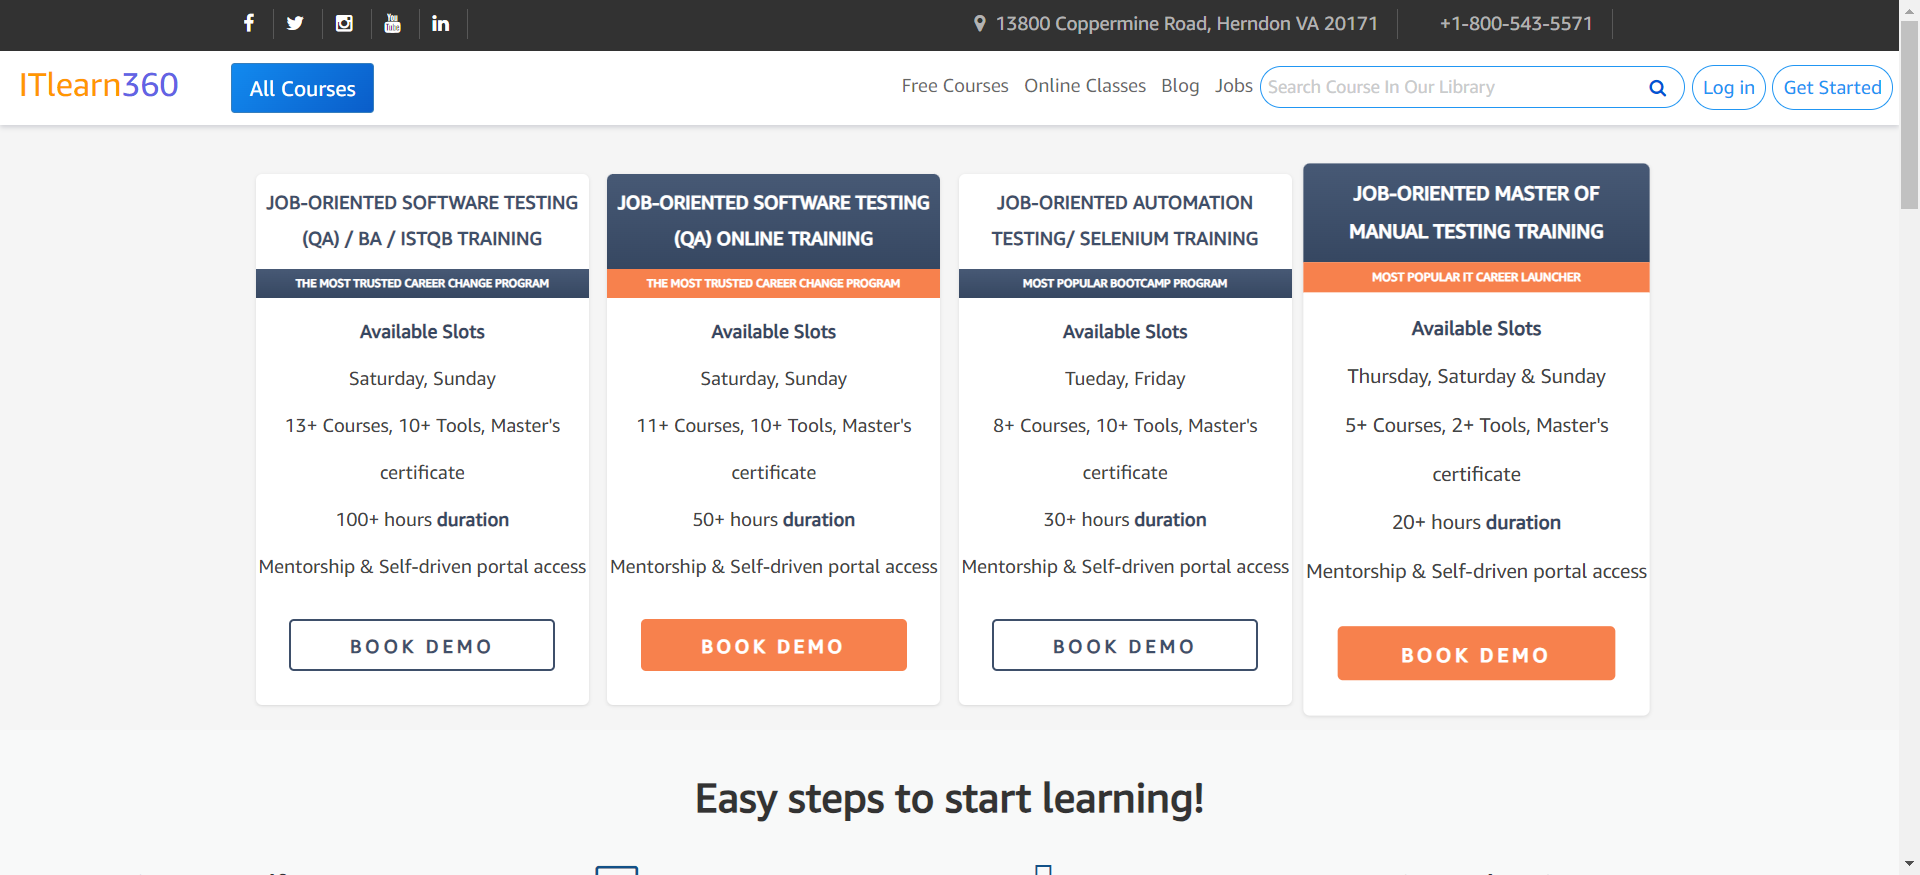 13800 Coppermine Road, Herndon VA 20171
+1-800-543-5571
ITlearn360
All Courses
Free Courses
Online Classes
Blog
Jobs
Search Course In Our Library
Log in
Get Started
JOB-ORIENTED SOFTWARE TESTING
(QA) / BA / ISTQB TRAINING
THE MOST TRUSTED CAREER CHANGE PROGRAM
Available Slots
Saturday, Sunday
13+ Courses, 10+ Tools, Master's
certificate
100+ hours duration
Mentorship & Self-driven portal access
BOOK DEMO
JOB-ORIENTED SOFTWARE TESTING
(QA) ONLINE TRAINING
THE MOST TRUSTED CAREER CHANGE PROGRAM
Available Slots
Saturday, Sunday
11+ Courses, 10+ Tools, Master's
certificate
50+ hours duration
Mentorship & Self-driven portal access
BOOK DEMO
JOB-ORIENTED AUTOMATION
TESTING/ SELENIUM TRAINING
MOST POPULAR BOOTCAMP PROGRAM
Available Slots
Tueday, Friday
8+ Courses, 10+ Tools, Master's
certificate
30+ hours duration
Mentorship & Self-driven portal access
BOOK DEMO
JOB-ORIENTED MASTER OF
MANUAL TESTING TRAINING
MOST POPULAR IT CAREER LAUNCHER
Available Slots
Thursday, Saturday & Sunday
5+ Courses, 2+ Tools, Master's
certificate
20+ hours duration
Mentorship & Self-driven portal access
BOOK DEMO
Easy steps to start learning!